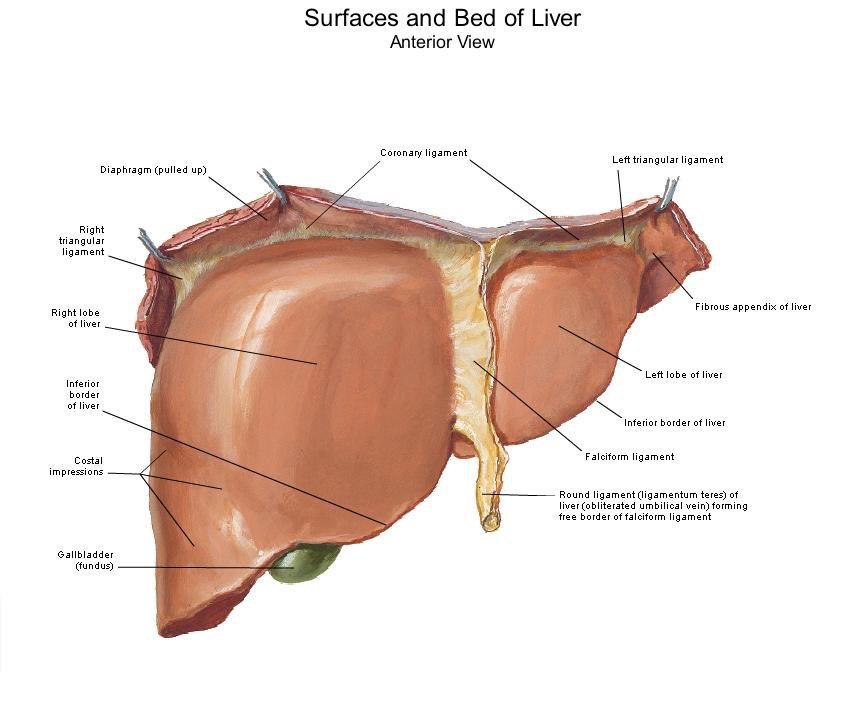 Surfaces and Bed of Liver
Anterior View
Coronary ligament
Left triangular ligament
Diaphragm (pulled up)
Right
triangular
ligament
Fibrous appendix of liver
Right lobe
of liver
Left lobe of liver
Inferior
border
of liver
Inferior border of liver
Falciform ligament
Costal
impressions
Round ligament (ligamentum teres) of
liver (obliterated umbilical vein) forming
free border of falciform ligament
Gallbladder
(fundus)